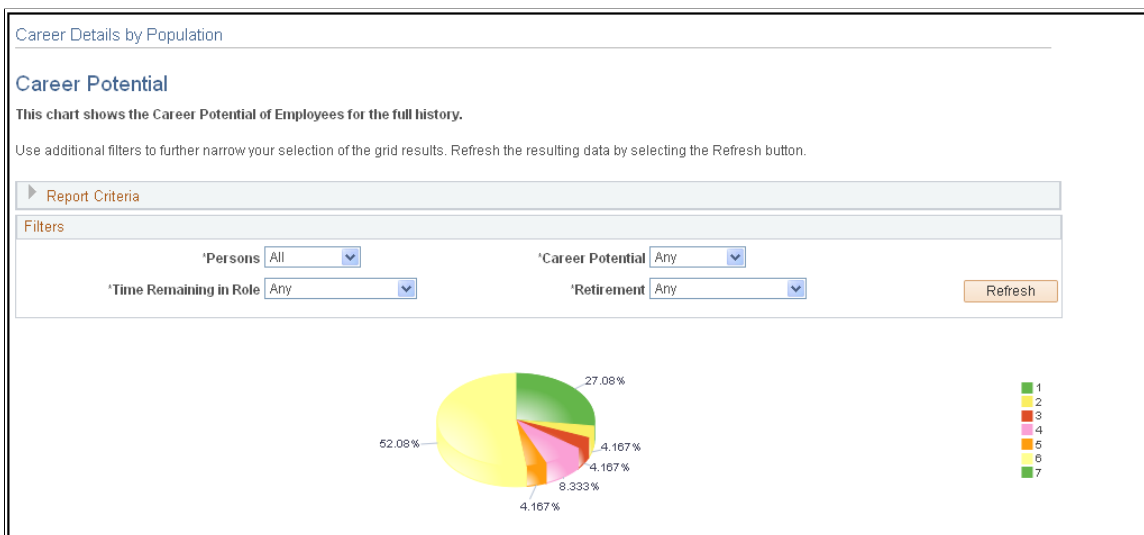 Career Details by Population
Career Potential
This chart shows the Career Potential of Employees for the full history.
Use additional filters to further narrow your selection of the grid results. Refresh the resulting data by selecting the Refresh button.
Report Criteria
Filters
*Persons All *Career Potential Any
*Time Remaining in Role Any *Retirement Any Refresh
27.08%
52.08%
4.167%
4.167%
8.333%
4.167%
1
2
3
4
5
6
7